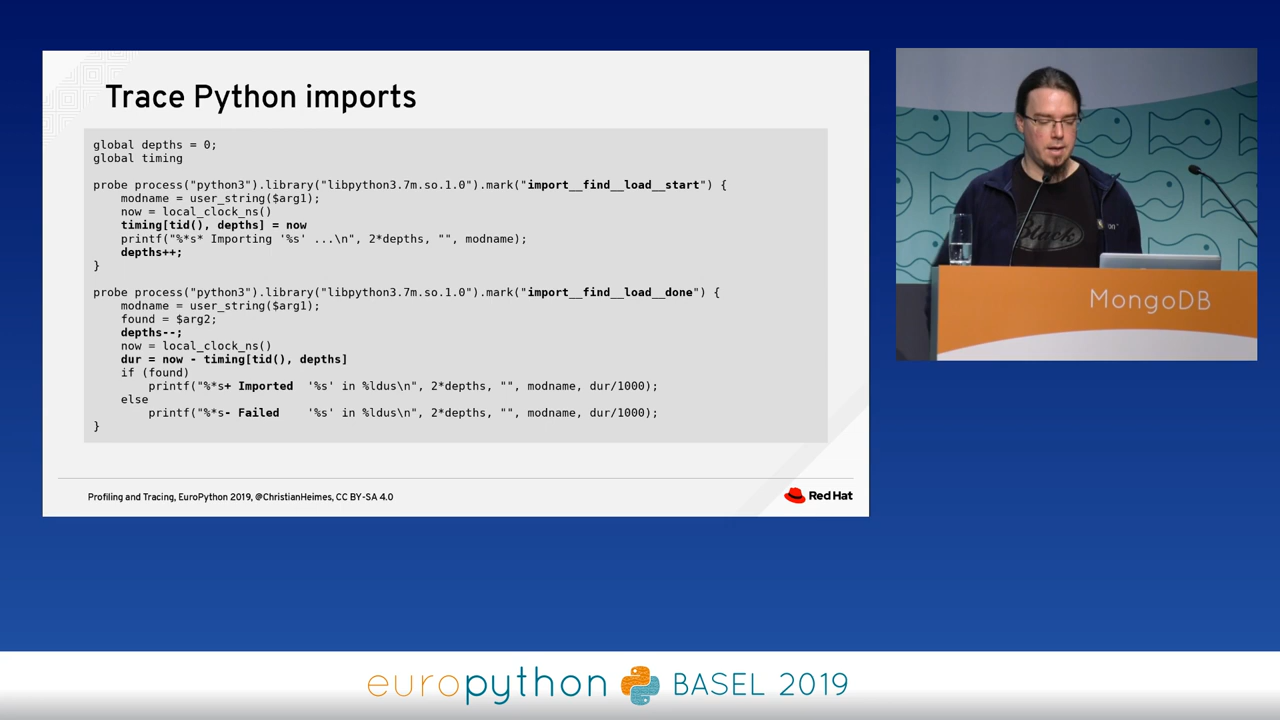 Trace Python imports
global depths = 0;
global timing
probe process("python3").library("libpython3.7m.so.1.0").mark("import__find__load__start") {
    modname = user_string($arg1);
    now = local_clock_ns()
    timing[tid(), depths] = now
    printf("%*s* Importing '%s' ...\n", 2*depths, "", modname);
    depths++;
}
probe process("python3").library("libpython3.7m.so.1.0").mark("import__find__load__done") {
    modname = user_string($arg1);
    found = $arg2;
    depths--;
    now = local_clock_ns()
    dur = now - timing[tid(), depths]
    if (found)
        printf("%*s+ Imported  '%s' in %ldus\n", 2*depths, "", modname, dur/1000);
    else
        printf("%*s- Failed    '%s' in %ldus\n", 2*depths, "", modname, dur/1000);
}
Profiling and Tracing, EuroPython 2019, @ChristianHeimes, CC BY-SA 4.0
Red Hat
Black
MongoDB
europython BASEL 2019